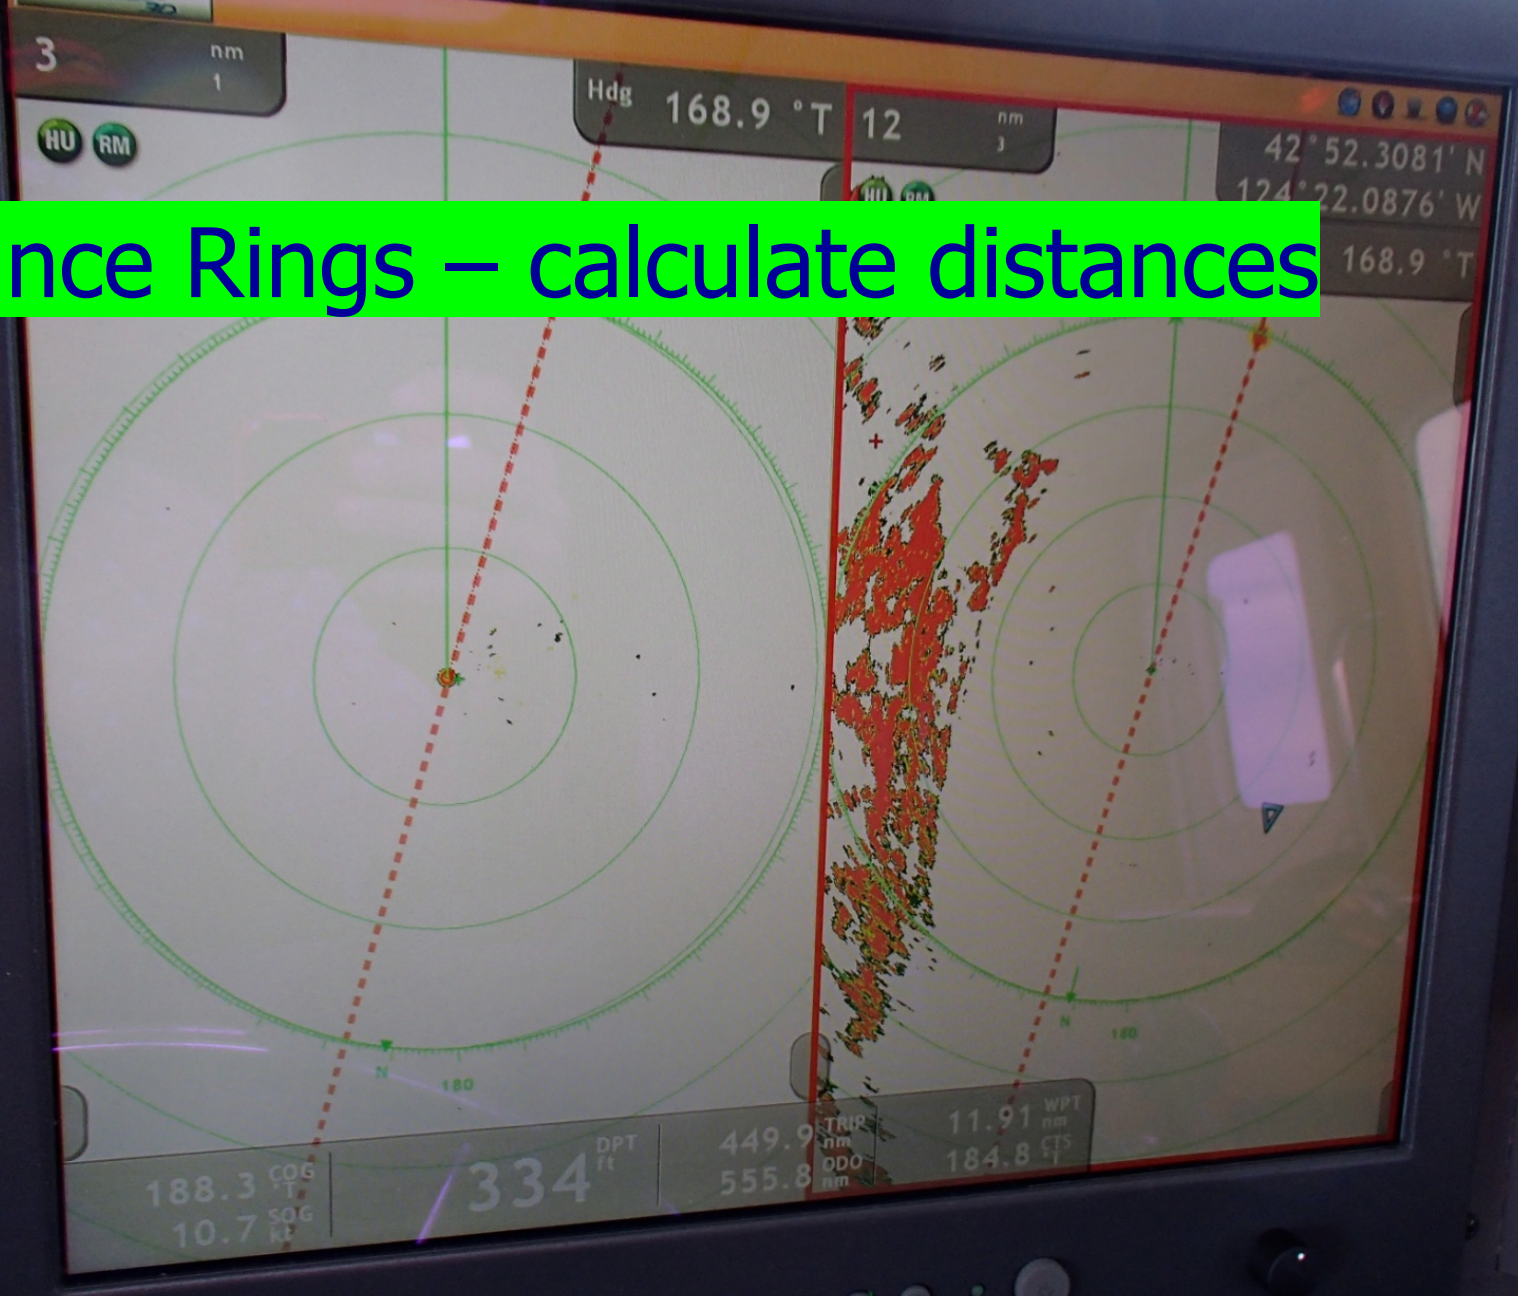 3 nm
1
HU RM
Hdg 168.9 °T
12 nm
3
HU RM
42°52.3081' N
124°22.0876' W
168.9 °T
nce Rings – calculate distances
N 180
N 180
188.3 COG °T
10.7 SOG kt
334 DPT ft
449.9 TRIP nm
555.8 ODO nm
11.91 WPT nm
184.8 CTS °T